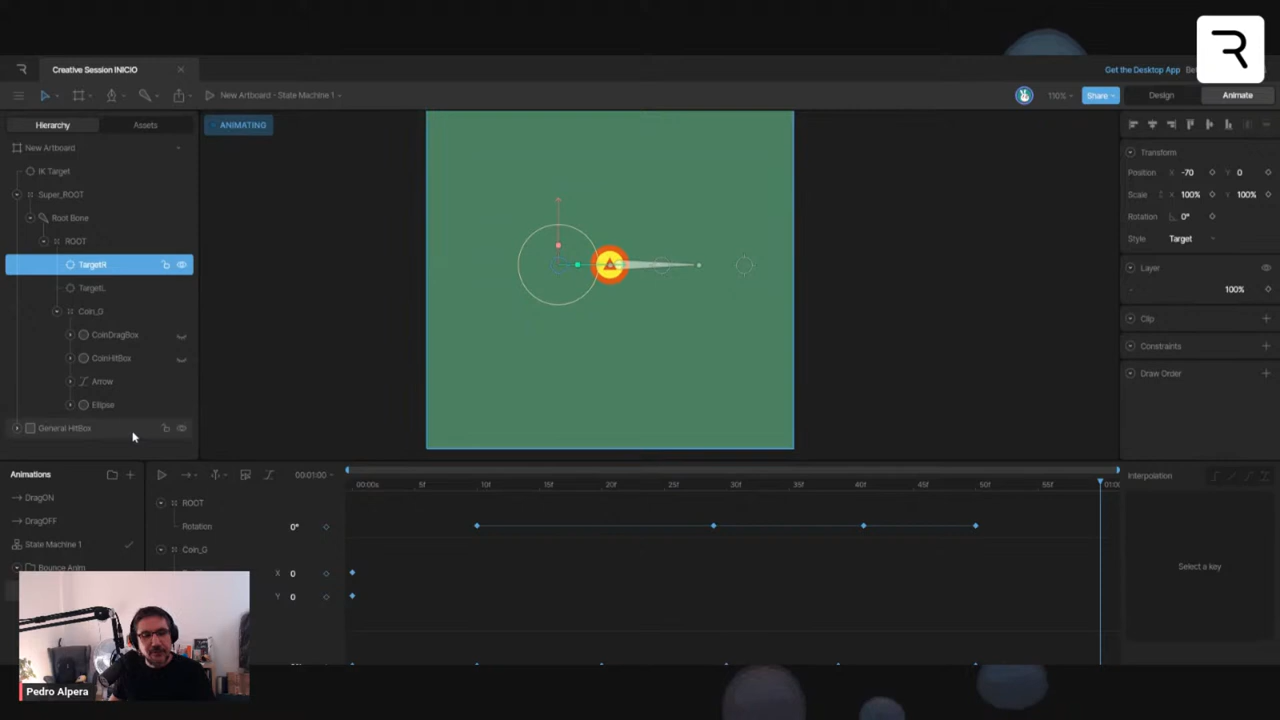 R
Creative Session INICIO
Get the Desktop App
New Artboard - State Machine 1
110%
Share
Design
Animate
Hierarchy
Assets
ANIMATING
New Artboard
IK Target
Super_ROOT
Root Bone
ROOT
TargetR
TargetL
Coin_G
CoinDragBox
CoinHitBox
Arrow
Ellipse
General HitBox
Transform
Position X -70 Y 0
Scale X 100% Y 100%
Rotation 0°
Style Target
Layer
100%
Clip
Constraints
Draw Order
Animations
00:01:00
00:00s 5f 10f 15f 20f 25f 30f 35f 40f 45f 50f 55f
Interpolation
DragON
DragOFF
State Machine 1
Bounce Anim
ROOT
Rotation 0°
Coin_G
X 0
Y 0
Select a key
Pedro Alpera